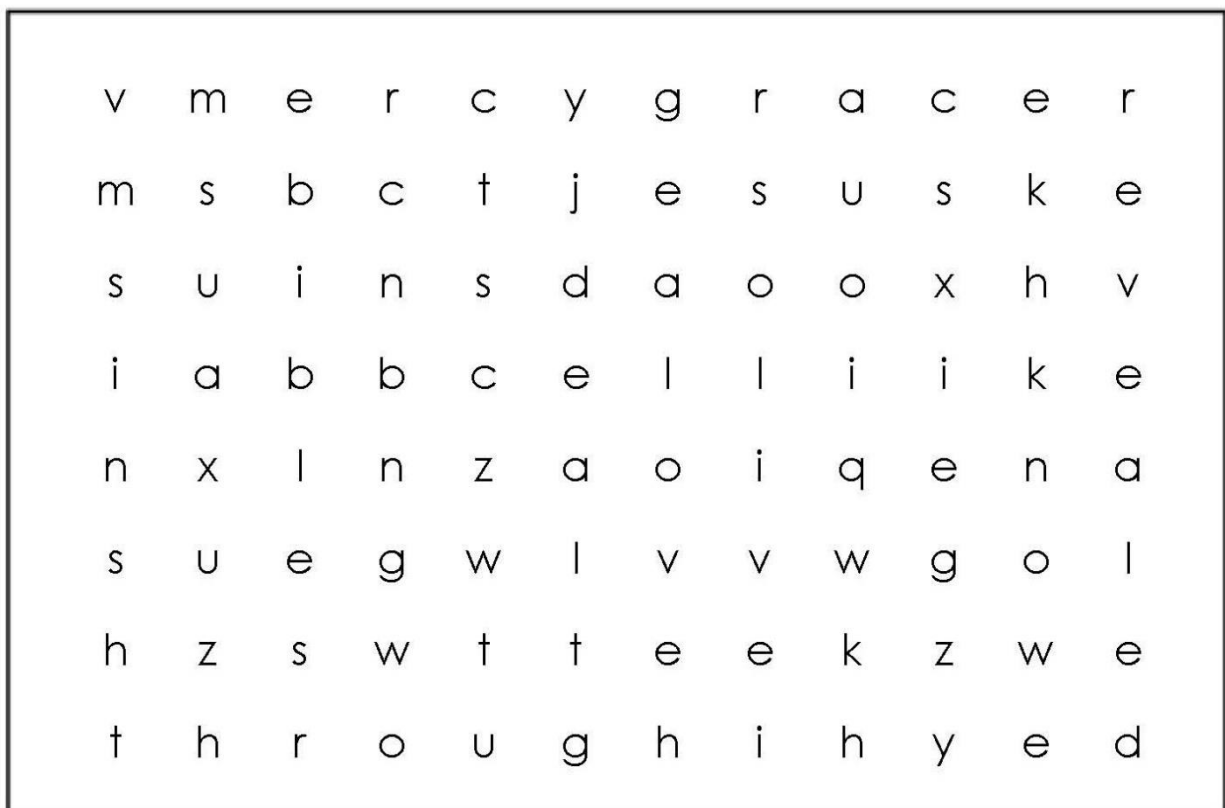 v m e r c y g r a c e r
m s b c t j e s u s k e
s u i n s d a o o x h v
i a b b c e l l i i k e
n x l n z a o i q e n a
s u e g w l v v w g o l
h z s w t t e e k z w e
t h r o u g h i h y e d